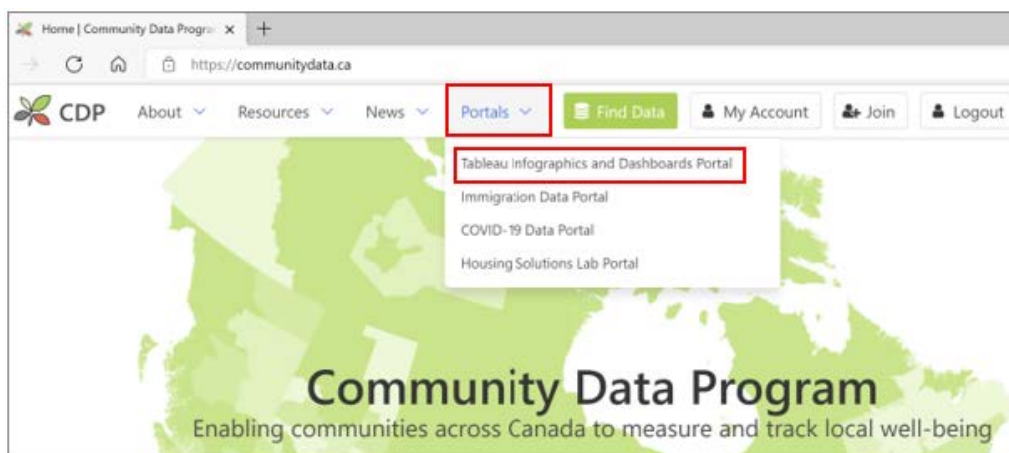 Home | Community Data Progra
https://communitydata.ca
CDP About Resources News Portals Find Data My Account Join Logout
Tableau Infographics and Dashboards Portal
Immigration Data Portal
COVID-19 Data Portal
Housing Solutions Lab Portal
Community Data Program
Enabling communities across Canada to measure and track local well-being